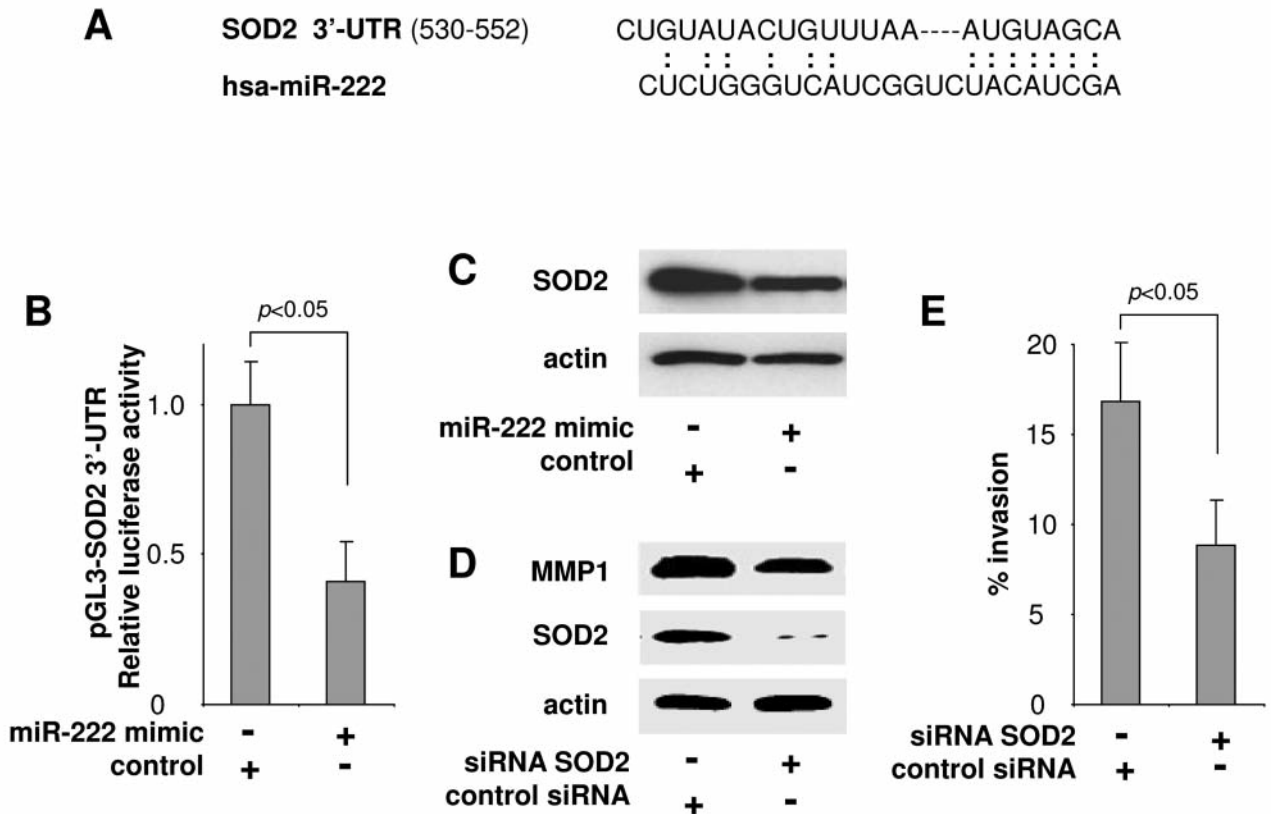 A
SOD2 3'-UTR (530-552) CUGUAUACUGUUUAA----AUGUAGCA
: : : : : : : : : : : : :
hsa-miR-222 CUCUGGGUCAUCGGUCUACAUCGA
B
p<0.05
pGL3-SOD2 3'-UTR
Relative luciferase activity
1.0
0.5
0
miR-222 mimic - +
control + -
C
SOD2
actin
miR-222 mimic - +
control + -
D
MMP1
SOD2
actin
siRNA SOD2 - +
control siRNA + -
E
p<0.05
% invasion
20
15
10
5
0
siRNA SOD2 - +
control siRNA + -